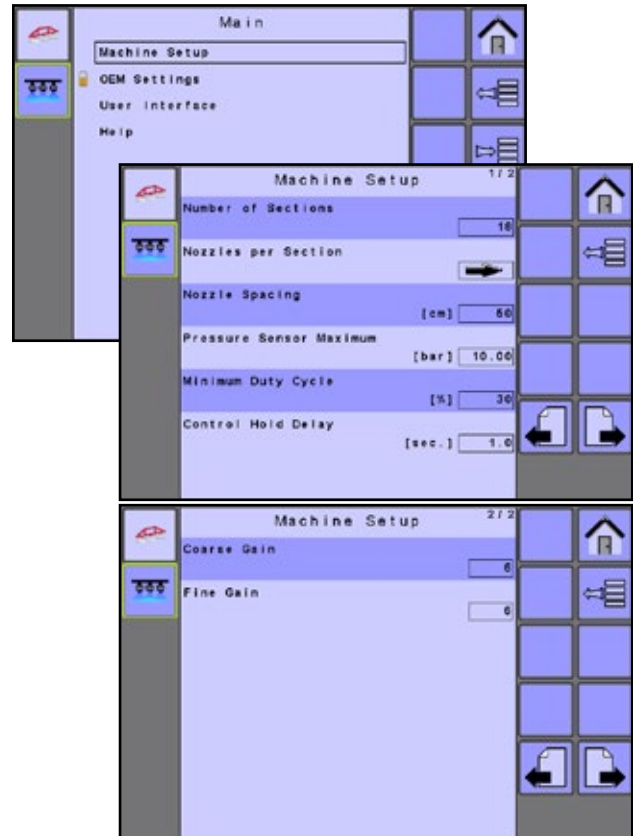 Main
Machine Setup
OEM Settings
User Interface
Help
Machine Setup 1/2
Number of Sections
16
Nozzles per Section
Nozzle Spacing
[cm] 50
Pressure Sensor Maximum
[bar] 10.00
Minimum Duty Cycle
[%] 30
Control Hold Delay
[sec.] 1.0
Machine Setup 2/2
Coarse Gain
6
Fine Gain
6